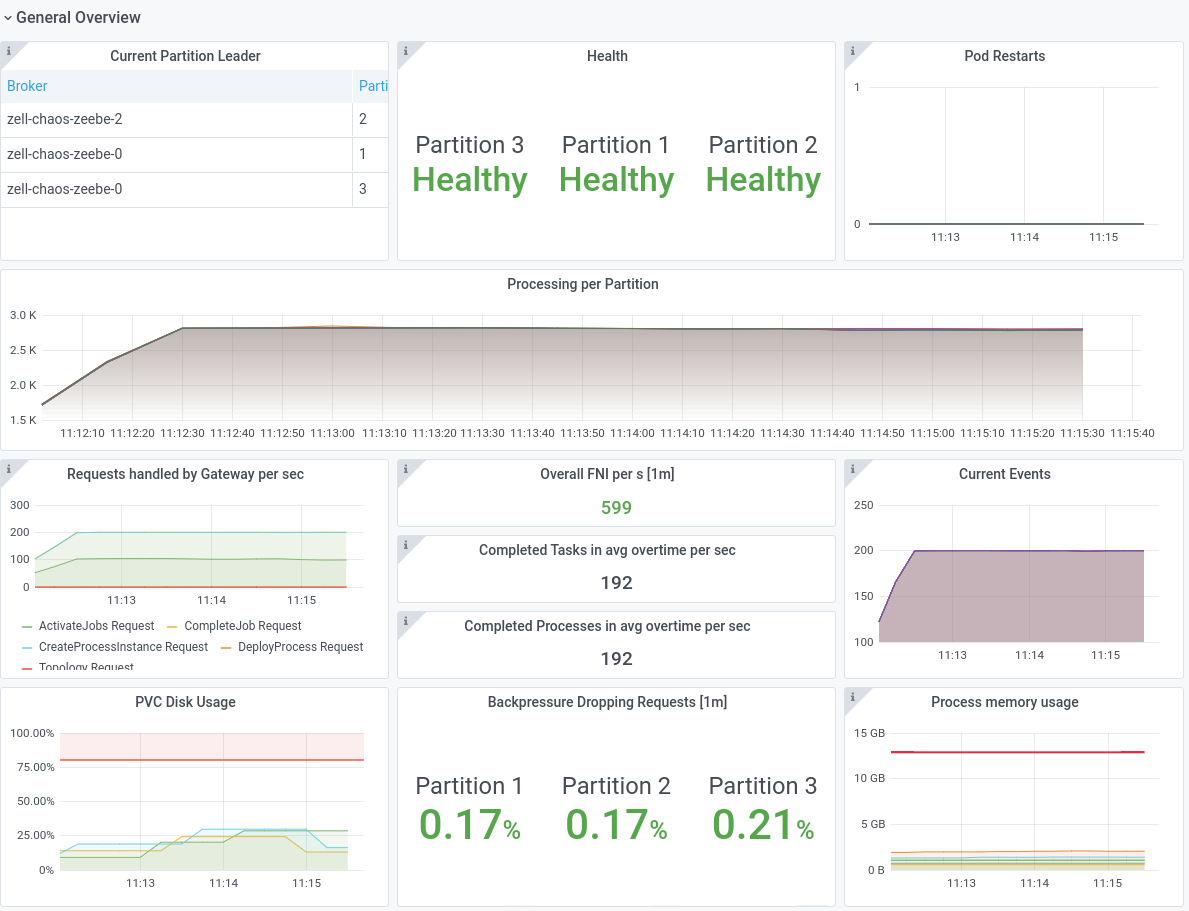 General Overview
Current Partition Leader
Broker Parti
zell-chaos-zeebe-2 2
zell-chaos-zeebe-0 1
zell-chaos-zeebe-0 3
Health
Partition 3 Partition 1 Partition 2
Healthy Healthy Healthy
Pod Restarts
1
0
11:13 11:14 11:15
Processing per Partition
3.0 K
2.5 K
2.0 K
1.5 K
11:12:10 11:12:20 11:12:30 11:12:40 11:12:50 11:13:00 11:13:10 11:13:20 11:13:30 11:13:40 11:13:50 11:14:00 11:14:10 11:14:20 11:14:30 11:14:40 11:14:50 11:15:00 11:15:10 11:15:20 11:15:30 11:15:40
Requests handled by Gateway per sec
300
200
100
0
11:13 11:14 11:15
ActivateJobs Request CompleteJob Request
CreateProcessInstance Request DeployProcess Request
Topology Request
Overall FNI per s [1m]
599
Completed Tasks in avg overtime per sec
192
Completed Processes in avg overtime per sec
192
Current Events
250
200
150
100
11:13 11:14 11:15
PVC Disk Usage
100.00%
75.00%
50.00%
25.00%
0%
11:13 11:14 11:15
Backpressure Dropping Requests [1m]
Partition 1 Partition 2 Partition 3
0.17% 0.17% 0.21%
Process memory usage
15 GB
10 GB
5 GB
0 B
11:13 11:14 11:15